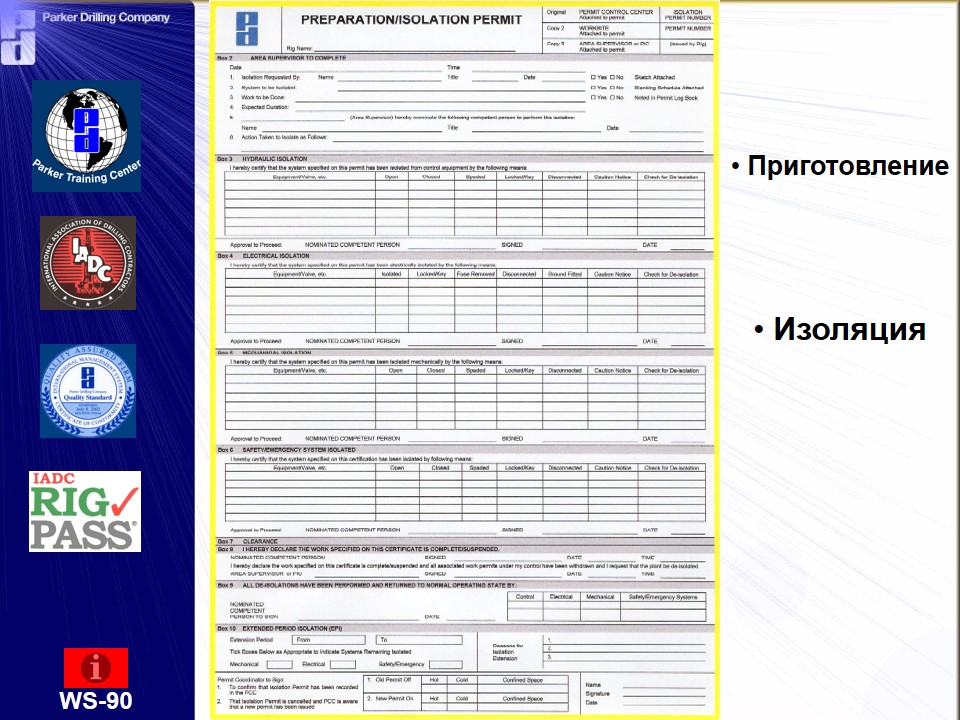 Parker Drilling Company
Parker Training Center
INTERNATIONAL ASSOCIATION OF DRILLING CONTRACTORS
IADC
QUALITY ASSURED FIRM
INTERNATIONAL MANAGEMENT SYSTEM
Parker Drilling Company
Quality Standard
CERTIFICATE OF CONFORMITY
IADC
RIG
PASS
WS-90
PREPARATION/ISOLATION PERMIT
Rig Name:
Original PERMIT CONTROL CENTER
Attached to permit
Copy 2 WORKSITE
Attached to permit
Copy 3 AREA SUPERVISOR or PIC
Attached to permit
ISOLATION
PERMIT NUMBER
PERMIT NUMBER
(issued by Rig)
Box 2 AREA SUPERVISOR TO COMPLETE
Date Time
1. Isolation Requested By: Name Title Date Yes No Sketch Attached
2. System to be Isolated: Yes No Blanking Schedule Attached
3. Work to be Done: Yes No Noted in Permit Log Book
4. Expected Duration:
5. (Area Supervisor) hereby nominate the following competent person to perform this isolation:
Name Title Date
6. Action Taken to Isolate as Follows:
Box 3 HYDRAULIC ISOLATION
I hereby certify that the system specified on this permit has been isolated from control equipment by the following means:
Equipment/Valve, etc. Open Closed Spaded Locked/Key Disconnected Caution Notice Check for De-isolation
Approval to Proceed: NOMINATED COMPETENT PERSON SIGNED DATE
Box 4 ELECTRICAL ISOLATION
I hereby certify that the system specified on this permit has been electrically isolated by the following means:
Equipment/Valve, etc. Isolated Locked/Key Fuse Removed Disconnected Ground Fitted Caution Notice Check for De-isolation
Approval to Proceed: NOMINATED COMPETENT PERSON SIGNED DATE
Box 5 MECHANICAL ISOLATION
I hereby certify that the system specified on this permit has been isolated mechanically by the following means:
Equipment/Valve, etc. Open Closed Spaded Locked/Key Disconnected Caution Notice Check for De-isolation
Approval to Proceed: NOMINATED COMPETENT PERSON SIGNED DATE
Box 6 SAFETY/EMERGENCY SYSTEM ISOLATED
I hereby certify that the system specified on this certification has been isolated by following means:
Equipment/Valve, etc. Open Closed Spaded Locked/Key Disconnected Caution Notice Check for De-isolation
Approval to Proceed: NOMINATED COMPETENT PERSON SIGNED DATE
Box 7 CLEARANCE
Box 8 I HEREBY DECLARE THE WORK SPECIFIED ON THIS CERTIFICATE IS COMPLETE/SUSPENDED.
NOMINATED COMPETENT PERSON SIGNED DATE TIME
I hereby declare the work specified on this certificate is complete/suspended and all associated work permits under my control have been withdrawn and I request that the plant be de-isolated.
AREA SUPERVISOR or PIC SIGNED DATE TIME
Box 9 ALL DE-ISOLATIONS HAVE BEEN PERFORMED AND RETURNED TO NORMAL OPERATING STATE BY:
Control Electrical Mechanical Safety/Emergency Systems
NOMINATED
COMPETENT
PERSON TO SIGN DATE
Box 10 EXTENDED PERIOD ISOLATION (EPI)
Extension Period From To
Tick Boxes Below as Appropriate to Indicate Systems Remaining Isolated
Mechanical Electrical Safety/Emergency
Reasons for
Isolation
Extension
1.
2.
3.
Permit Coordinator to Sign:
1. To confirm that Isolation Permit has been recorded
in the PCC
2. That Isolation Permit is cancelled and PCC is aware
that a new permit has been issued
1. Old Permit Off Hot Cold Confined Space
2. New Permit On Hot Cold Confined Space
Name
Signature
Date
• Приготовление
• Изоляция